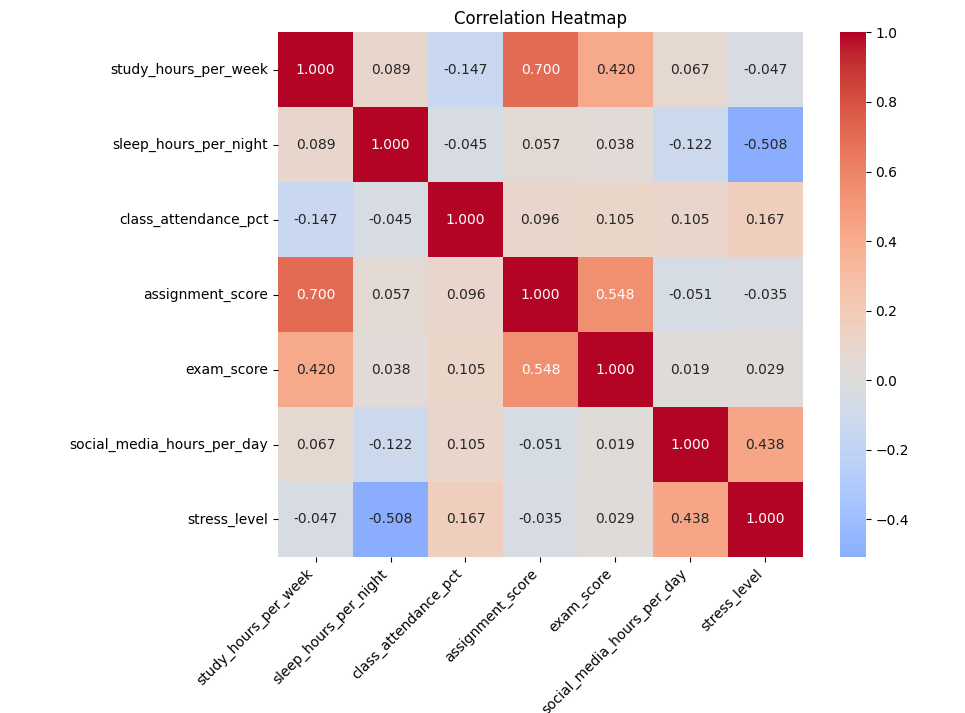 Correlation Heatmap
study_hours_per_week 1.000 0.089 -0.147 0.700 0.420 0.067 -0.047
sleep_hours_per_night 0.089 1.000 -0.045 0.057 0.038 -0.122 -0.508
class_attendance_pct -0.147 -0.045 1.000 0.096 0.105 0.105 0.167
assignment_score 0.700 0.057 0.096 1.000 0.548 -0.051 -0.035
exam_score 0.420 0.038 0.105 0.548 1.000 0.019 0.029
social_media_hours_per_day 0.067 -0.122 0.105 -0.051 0.019 1.000 0.438
stress_level -0.047 -0.508 0.167 -0.035 0.029 0.438 1.000
study_hours_per_week
sleep_hours_per_night
class_attendance_pct
assignment_score
exam_score
social_media_hours_per_day
stress_level
1.0
0.8
0.6
0.4
0.2
0.0
−0.2
−0.4